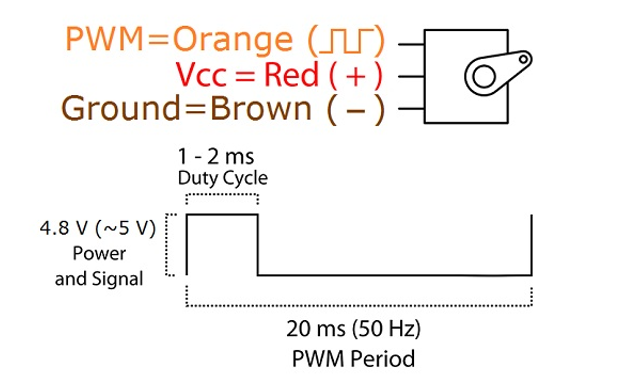 PWM=Orange (⎍⎍)
Vcc = Red ( + )
Ground=Brown ( – )
1 - 2 ms
Duty Cycle
4.8 V (~5 V)
Power
and Signal
20 ms (50 Hz)
PWM Period